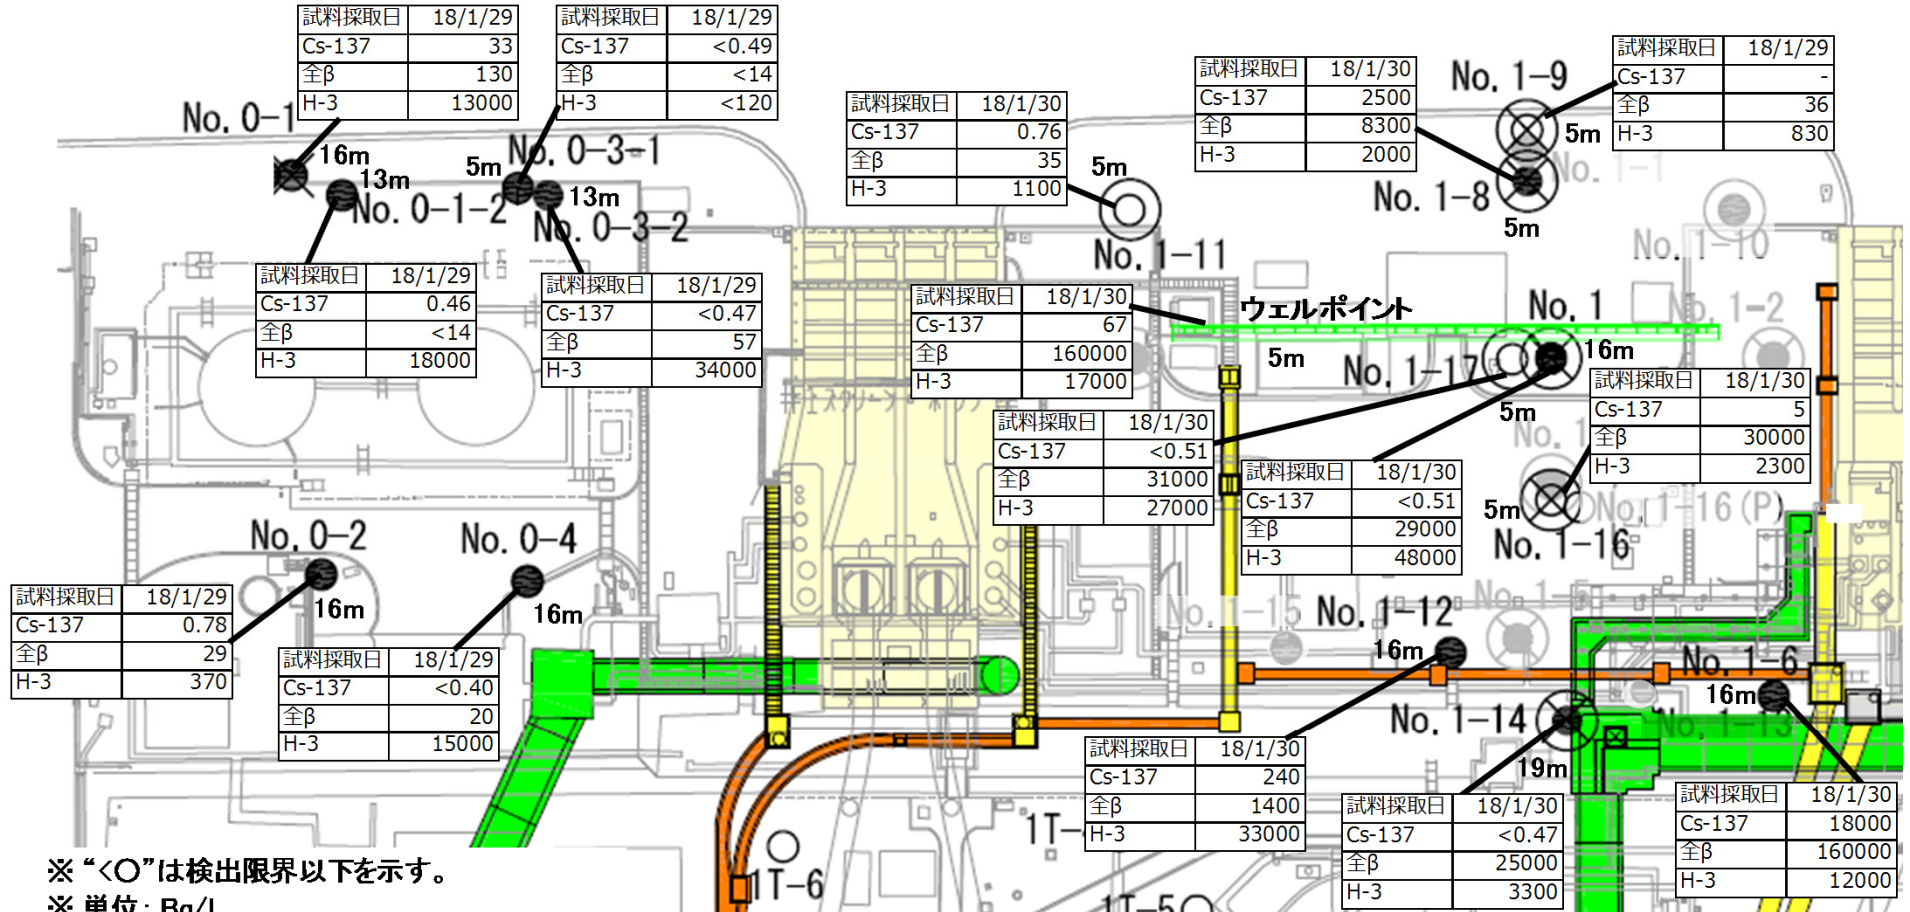 試料採取日 18/1/29
Cs-137 33
全β 130
H-3 13000
試料採取日 18/1/29
Cs-137 <0.49
全β <14
H-3 <120
試料採取日 18/1/30
Cs-137 0.76
全β 35
H-3 1100
試料採取日 18/1/30
Cs-137 2500
全β 8300
H-3 2000
試料採取日 18/1/29
Cs-137 -
全β 36
H-3 830
No. 0-1
16m
13m
No. 0-1-2
5m
No. 0-3-1
13m
No. 0-3-2
5m
No. 1-11
No. 1-9
5m
No. 1-8
5m
No. 1-1
No. 1-10
試料採取日 18/1/29
Cs-137 0.46
全β <14
H-3 18000
試料採取日 18/1/29
Cs-137 <0.47
全β 57
H-3 34000
試料採取日 18/1/30
Cs-137 67
全β 160000
H-3 17000
ウェルポイント
5m
No. 1
16m
No. 1-2
No. 1-17
5m
試料採取日 18/1/30
Cs-137 <0.51
全β 31000
H-3 27000
試料採取日 18/1/30
Cs-137 <0.51
全β 29000
H-3 48000
試料採取日 18/1/30
Cs-137 5
全β 30000
H-3 2300
5m
No. 1-16(P)
No. 1-16
No. 0-2
16m
No. 0-4
16m
No. 1-15
No. 1-12
16m
No. 1-5
No. 1-6
16m
No. 1-14
19m
No. 1-13
試料採取日 18/1/29
Cs-137 0.78
全β 29
H-3 370
試料採取日 18/1/29
Cs-137 <0.40
全β 20
H-3 15000
試料採取日 18/1/30
Cs-137 240
全β 1400
H-3 33000
試料採取日 18/1/30
Cs-137 <0.47
全β 25000
H-3 3300
試料採取日 18/1/30
Cs-137 18000
全β 160000
H-3 12000
1T-6
1T-
1T-5
※ “<○”は検出限界以下を示す。
※ 単位: Bq/L